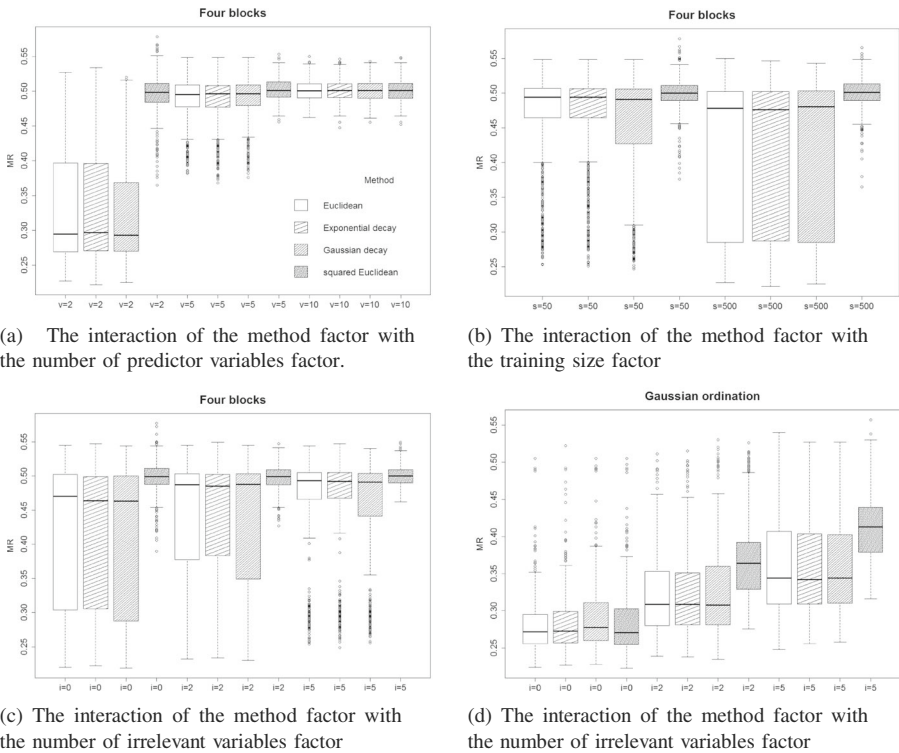 Four blocks
MR
0.55
0.50
0.45
0.40
0.35
0.30
0.25
Method
Euclidean
Exponential decay
Gaussian decay
squared Euclidean
v=2 v=2 v=2 v=2 v=5 v=5 v=5 v=5 v=10 v=10 v=10 v=10
(a) The interaction of the method factor with
the number of predictor variables factor.
Four blocks
MR
0.55
0.50
0.45
0.40
0.35
0.30
0.25
s=50 s=50 s=50 s=50 s=500 s=500 s=500 s=500
(b) The interaction of the method factor with
the training size factor
Four blocks
MR
0.55
0.50
0.45
0.40
0.35
0.30
0.25
i=0 i=0 i=0 i=0 i=2 i=2 i=2 i=2 i=5 i=5 i=5 i=5
(c) The interaction of the method factor with
the number of irrelevant variables factor
Gaussian ordination
MR
0.55
0.50
0.45
0.40
0.35
0.30
0.25
i=0 i=0 i=0 i=0 i=2 i=2 i=2 i=2 i=5 i=5 i=5 i=5
(d) The interaction of the method factor with
the number of irrelevant variables factor